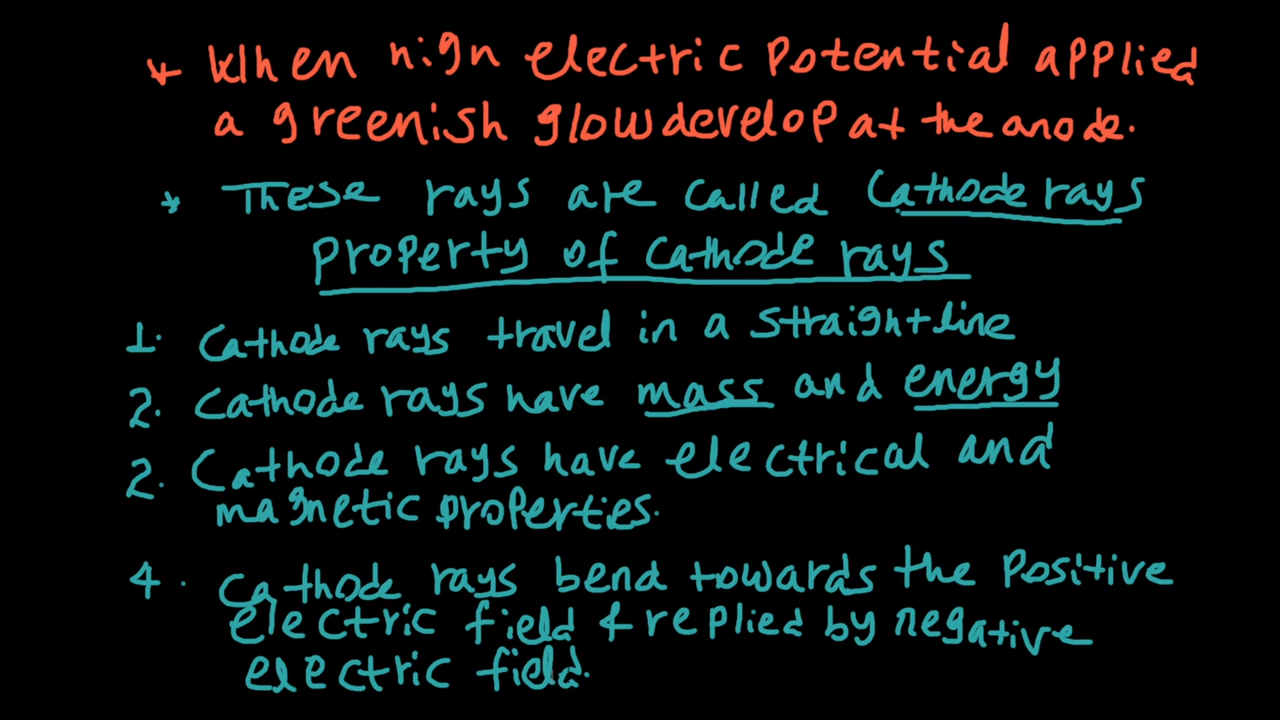 * When nign electric potential applied
a greenish glow develop at the anode.
* These rays are called Cathode rays
Property of Cathode rays
1. Cathode rays travel in a straight line
2. Cathode rays have mass and energy
2. Cathode rays have electrical and
magnetic properties.
4. Cathode rays bend towards the Positive
electric field & replied by negative
electric field.